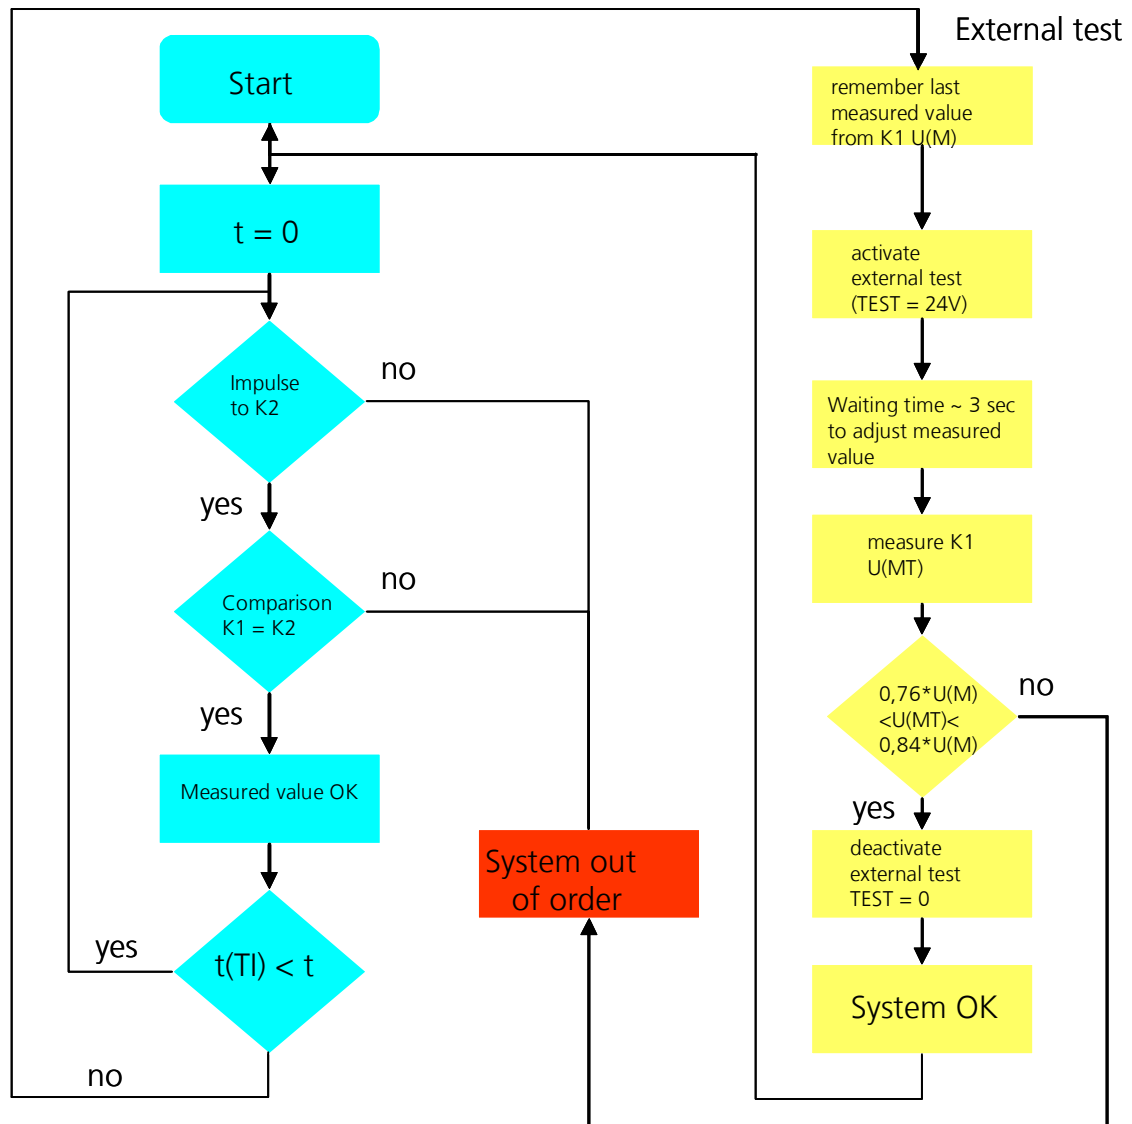 Start
t = 0
Impulse
to K2
no
yes
Comparison
K1 = K2
no
yes
Measured value OK
t(TI) < t
yes
no
System out
of order
External test
remember last
measured value
from K1 U(M)
activate
external test
(TEST = 24V)
Waiting time ~ 3 sec
to adjust measured
value
measure K1
U(MT)
0,76*U(M)
<U(MT)<
0,84*U(M)
no
yes
deactivate
external test
TEST = 0
System OK